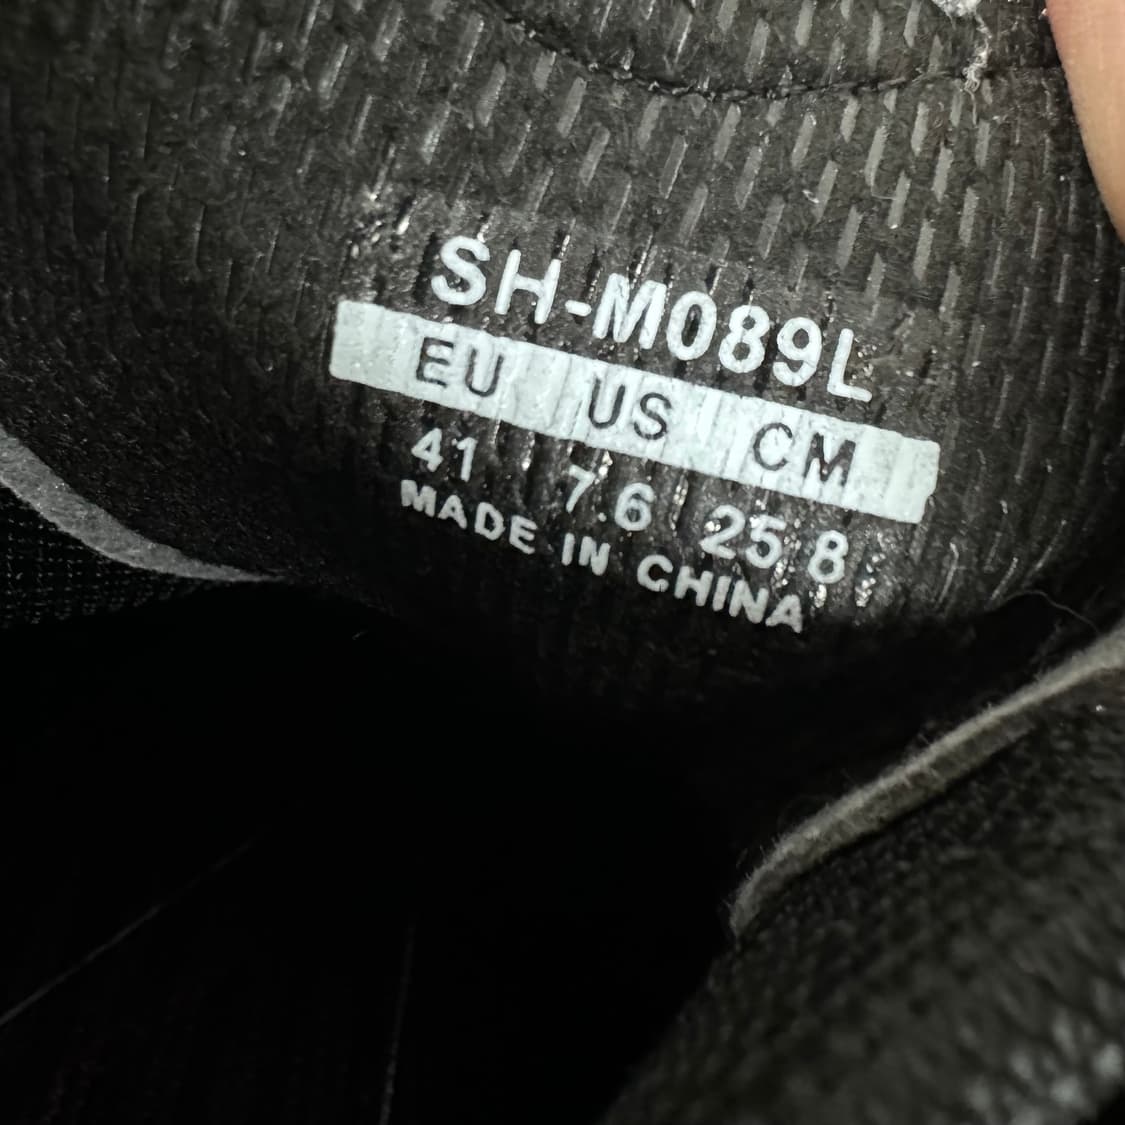 SH-M089L
EU US CM
41 7.6 25.8
MADE IN CHINA